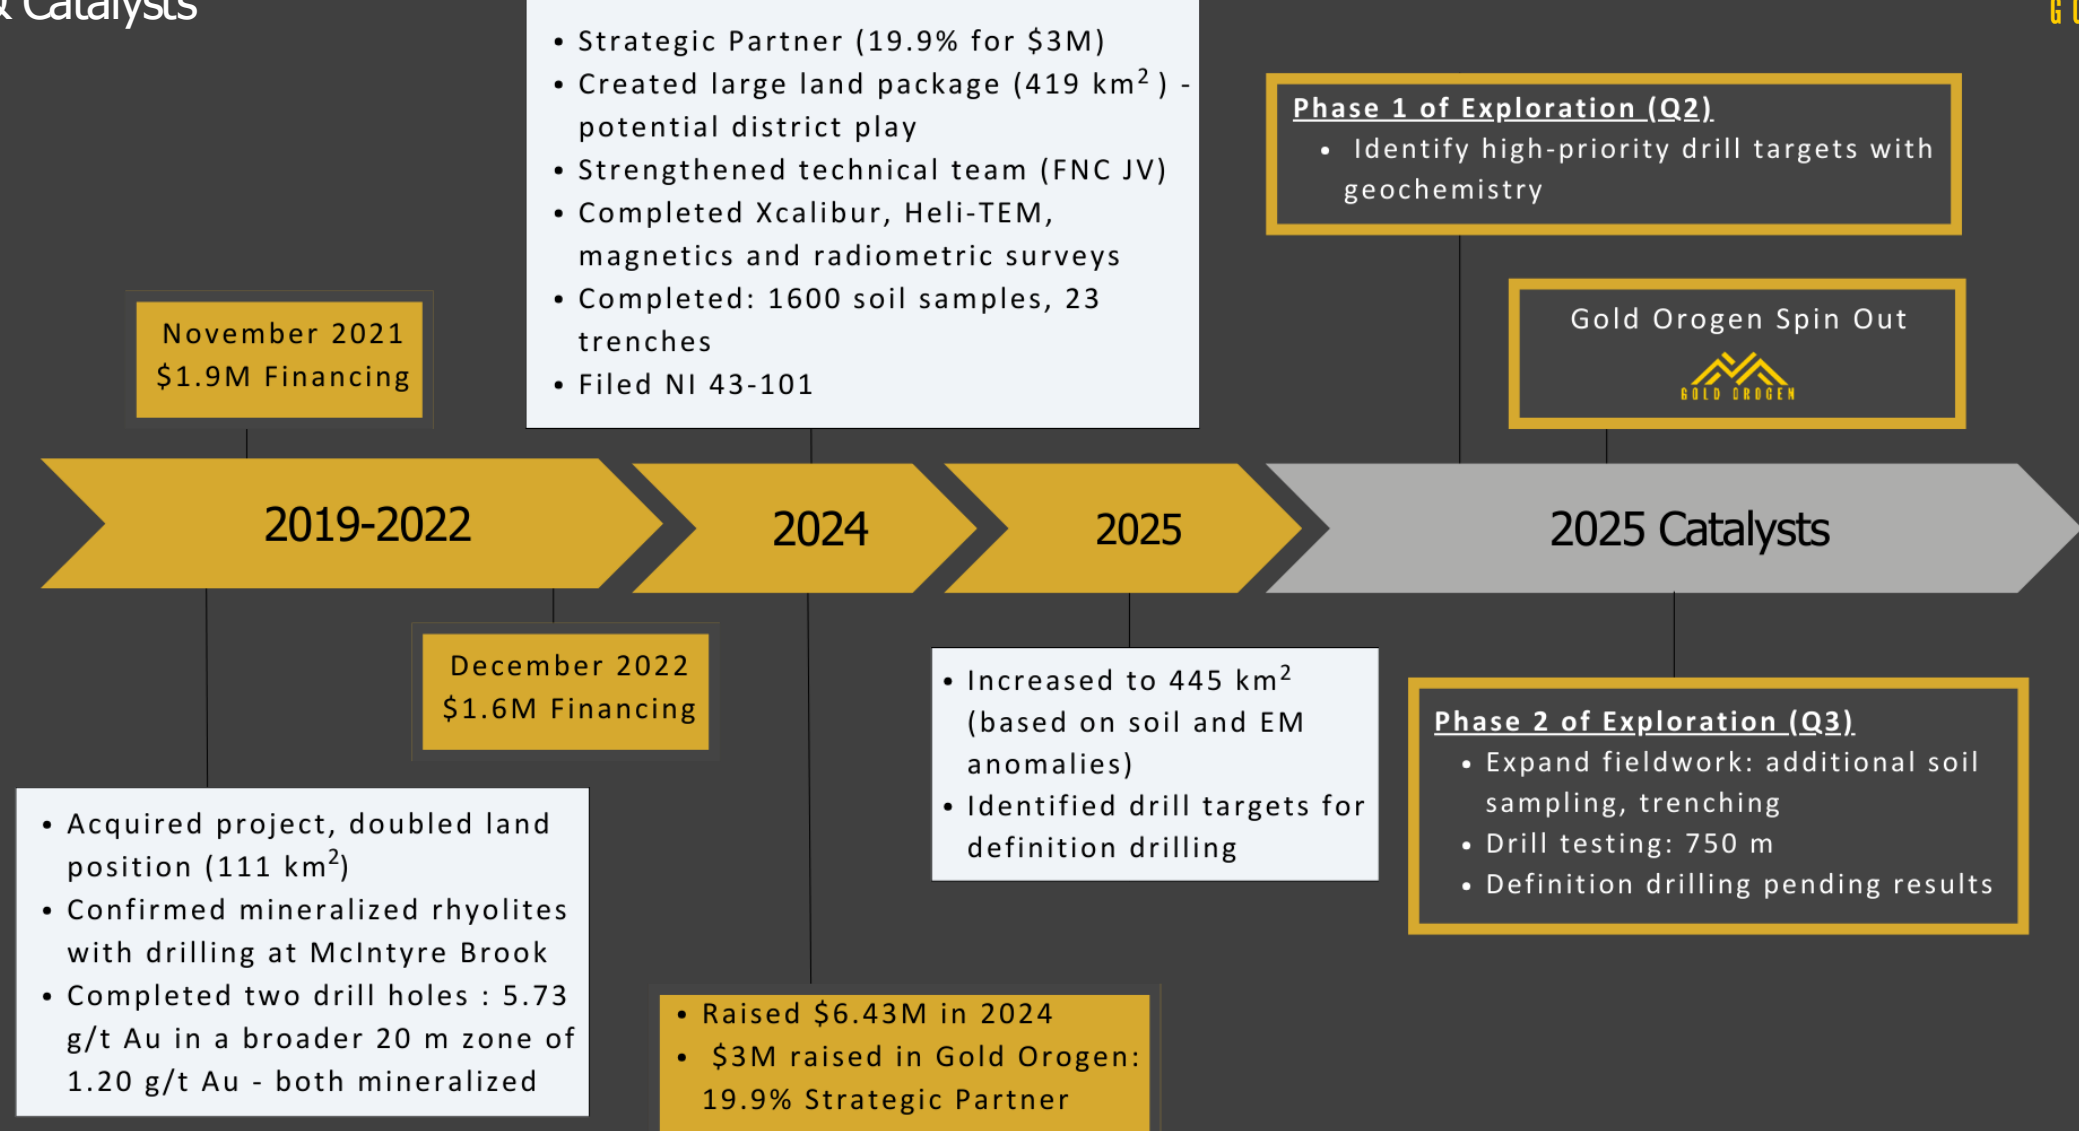 & Catalysts
• Strategic Partner (19.9% for $3M)
• Created large land package (419 km² ) -
potential district play
• Strengthened technical team (FNC JV)
• Completed Xcalibur, Heli-TEM,
magnetics and radiometric surveys
• Completed: 1600 soil samples, 23
trenches
• Filed NI 43-101
Phase 1 of Exploration (Q2)
• Identify high-priority drill targets with
geochemistry
Gold Orogen Spin Out
GOLD OROGEN
November 2021
$1.9M Financing
2019-2022
2024
2025
2025 Catalysts
December 2022
$1.6M Financing
• Acquired project, doubled land
position (111 km²)
• Confirmed mineralized rhyolites
with drilling at McIntyre Brook
• Completed two drill holes : 5.73
g/t Au in a broader 20 m zone of
1.20 g/t Au - both mineralized
• Raised $6.43M in 2024
• $3M raised in Gold Orogen:
19.9% Strategic Partner
• Increased to 445 km²
(based on soil and EM
anomalies)
• Identified drill targets for
definition drilling
Phase 2 of Exploration (Q3)
• Expand fieldwork: additional soil
sampling, trenching
• Drill testing: 750 m
• Definition drilling pending results